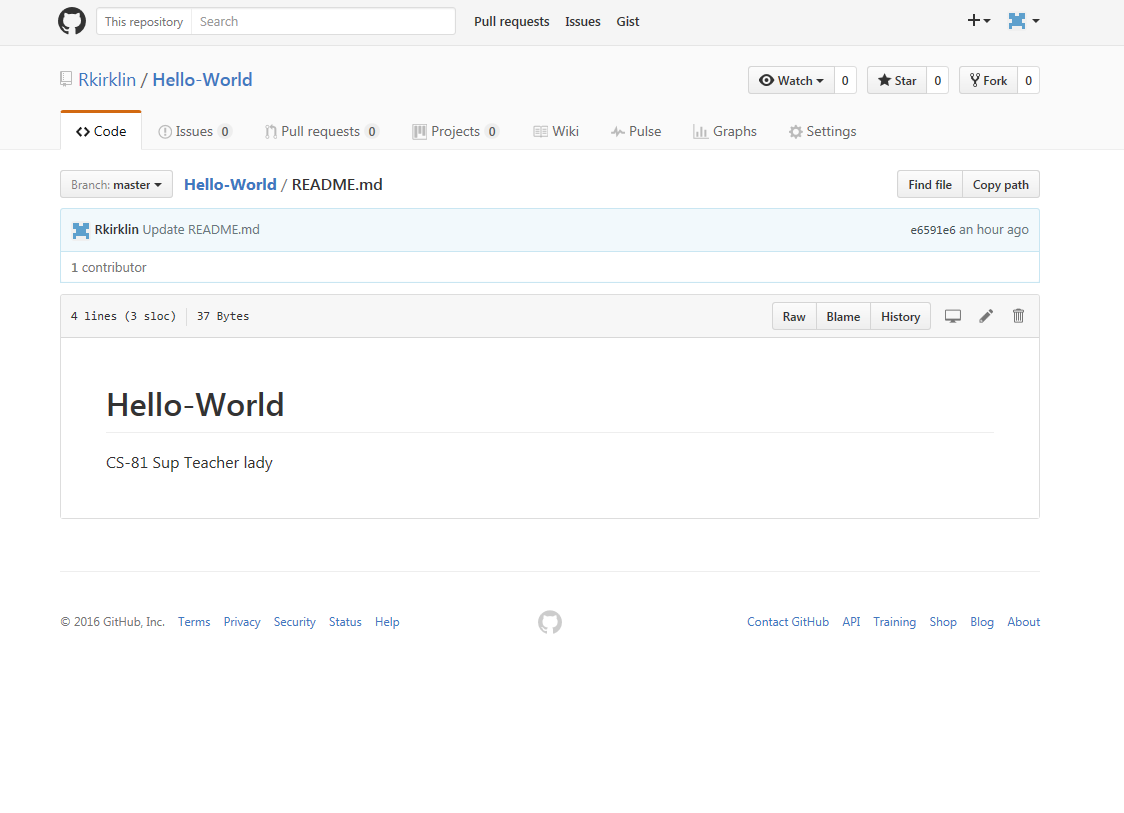 This repository Search Pull requests Issues Gist
Rkirklin / Hello-World Watch 0 Star 0 Fork 0
Code Issues 0 Pull requests 0 Projects 0 Wiki Pulse Graphs Settings
Branch: master Hello-World / README.md Find file Copy path
Rkirklin Update README.md e6591e6 an hour ago
1 contributor
4 lines (3 sloc) 37 Bytes Raw Blame History
Hello-World
CS-81 Sup Teacher lady
© 2016 GitHub, Inc. Terms Privacy Security Status Help Contact GitHub API Training Shop Blog About